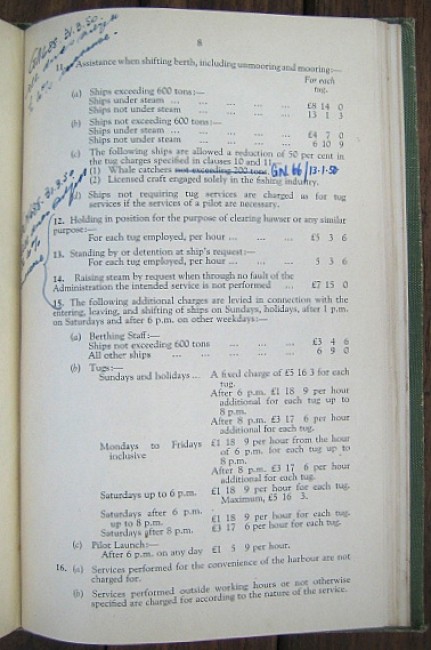 8
11. Assistance when shifting berth, including unmooring and mooring:—
For each
tug.
(a) Ships exceeding 600 tons:—
Ships under steam ... ... ... ... £8 14 0
Ships not under steam ... ... ... 13 1 3
(b) Ships not exceeding 600 tons:—
Ships under steam ... ... ... ... £4 7 0
Ships not under steam ... ... ... 6 10 9
(c) The following ships are allowed a reduction of 50 per cent in
the tug charges specified in clauses 10 and 11:—
(1) Whale catchers not exceeding 200 tons. GN. 66/13-1-50
(2) Licensed craft engaged solely in the fishing industry.
(d) Ships not requiring tug services are charged as for tug
services if the services of a pilot are necessary.
12. Holding in position for the purpose of clearing hawser or any similar
purpose:—
For each tug employed, per hour ... ... ... £5 3 6
13. Standing by or detention at ship's request:—
For each tug employed, per hour ... ... ... 5 3 6
14. Raising steam by request when through no fault of the
Administration the intended service is not performed ... £7 15 0
15. The following additional charges are levied in connection with the
entering, leaving, and shifting of ships on Sundays, holidays, after 1 p.m.
on Saturdays and after 6 p.m. on other weekdays:—
(a) Berthing Staff:—
Ships not exceeding 600 tons ... ... ... £3 4 6
All other ships ... ... ... ... 6 9 0
(b) Tugs:—
Sundays and holidays ... A fixed charge of £5 16 3 for each
tug.
After 6 p.m. £1 18 9 per hour
additional for each tug up to
8 p.m.
After 8 p.m. £3 17 6 per hour
additional for each tug.
Mondays to Fridays £1 18 9 per hour from the hour
inclusive of 6 p.m. for each tug up to
8 p.m.
After 8 p.m. £3 17 6 per hour
additional for each tug.
Saturdays up to 6 p.m. £1 18 9 per hour for each tug.
Maximum, £5 16 3.
Saturdays after 6 p.m.
up to 8 p.m. £1 18 9 per hour for each tug.
Saturdays after 8 p.m. £3 17 6 per hour for each tug.
(c) Pilot Launch:—
After 6 p.m. on any day £1 5 9 per hour.
16. (a) Services performed for the convenience of the harbour are not
charged for.
(b) Services performed outside working hours or not otherwise
specified are charged for according to the nature of the service.